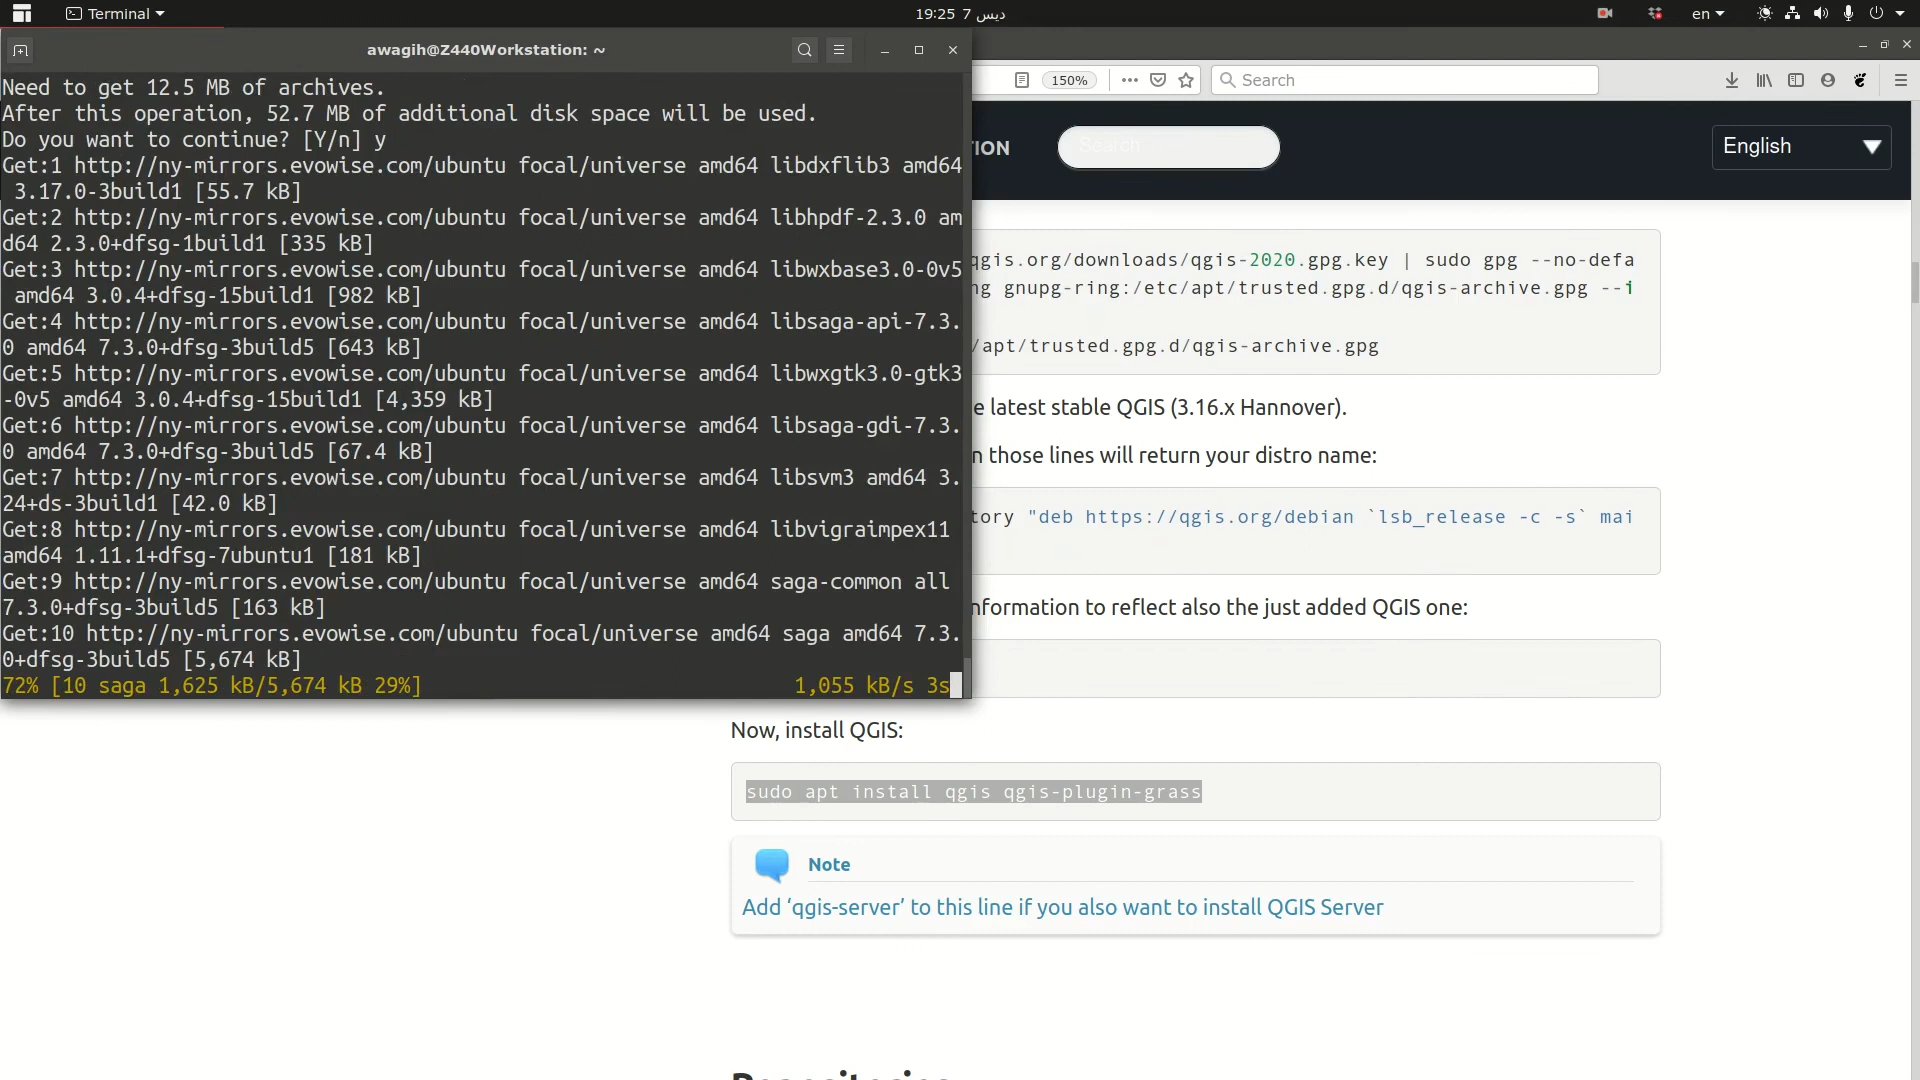 Terminal
19:25 7 ديس
en
awagih@Z440Workstation: ~
Need to get 12.5 MB of archives.
After this operation, 52.7 MB of additional disk space will be used.
Do you want to continue? [Y/n] y
Get:1 http://ny-mirrors.evowise.com/ubuntu focal/universe amd64 libdxflib3 amd64
 3.17.0-3build1 [55.7 kB]
Get:2 http://ny-mirrors.evowise.com/ubuntu focal/universe amd64 libhpdf-2.3.0 am
d64 2.3.0+dfsg-1build1 [335 kB]
Get:3 http://ny-mirrors.evowise.com/ubuntu focal/universe amd64 libwxbase3.0-0v5
 amd64 3.0.4+dfsg-15build1 [982 kB]
Get:4 http://ny-mirrors.evowise.com/ubuntu focal/universe amd64 libsaga-api-7.3.
0 amd64 7.3.0+dfsg-3build5 [643 kB]
Get:5 http://ny-mirrors.evowise.com/ubuntu focal/universe amd64 libwxgtk3.0-gtk3
-0v5 amd64 3.0.4+dfsg-15build1 [4,359 kB]
Get:6 http://ny-mirrors.evowise.com/ubuntu focal/universe amd64 libsaga-gdi-7.3.
0 amd64 7.3.0+dfsg-3build5 [67.4 kB]
Get:7 http://ny-mirrors.evowise.com/ubuntu focal/universe amd64 libsvm3 amd64 3.
24+ds-3build1 [42.0 kB]
Get:8 http://ny-mirrors.evowise.com/ubuntu focal/universe amd64 libvigraimpex11
amd64 1.11.1+dfsg-7ubuntu1 [181 kB]
Get:9 http://ny-mirrors.evowise.com/ubuntu focal/universe amd64 saga-common all
7.3.0+dfsg-3build5 [163 kB]
Get:10 http://ny-mirrors.evowise.com/ubuntu focal/universe amd64 saga amd64 7.3.
0+dfsg-3build5 [5,674 kB]
72% [10 saga 1,625 kB/5,674 kB 29%] 1,055 kB/s 3s
150%
Search
ION
Search
English
qgis.org/downloads/qgis-2020.gpg.key | sudo gpg --no-defa
ng gnupg-ring:/etc/apt/trusted.gpg.d/qgis-archive.gpg --i
/apt/trusted.gpg.d/qgis-archive.gpg
e latest stable QGIS (3.16.x Hannover).
n those lines will return your distro name:
tory "deb https://qgis.org/debian `lsb_release -c -s` mai
nformation to reflect also the just added QGIS one:
Now, install QGIS:
sudo apt install qgis qgis-plugin-grass
Note
Add ‘qgis-server’ to this line if you also want to install QGIS Server